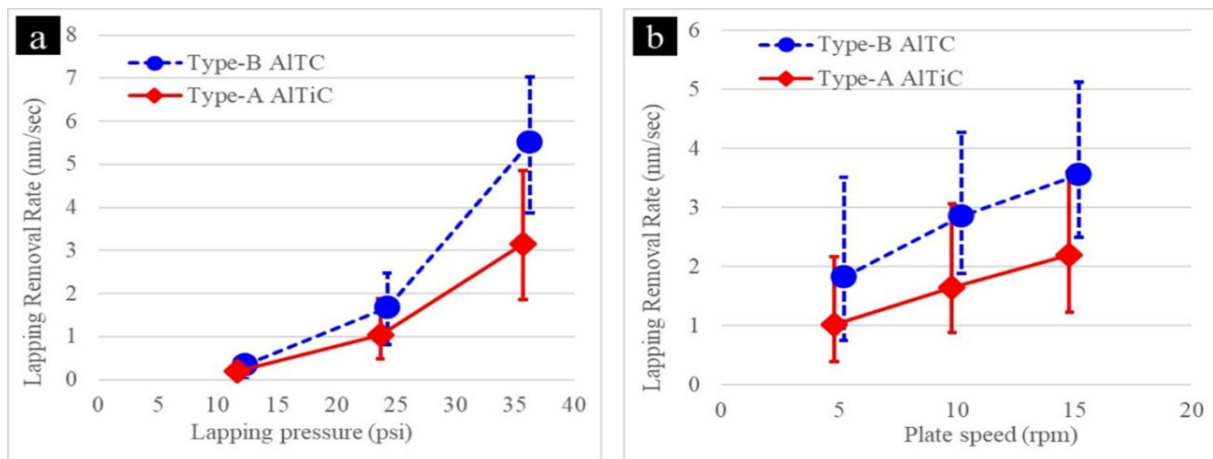 a
Type-B AlTC
Type-A AlTiC
Lapping Removal Rate (nm/sec)
8
7
6
5
4
3
2
1
0
0 5 10 15 20 25 30 35 40
Lapping pressure (psi)
b
Type-B AlTC
Type-A AlTiC
Lapping Removal Rate (nm/sec)
6
5
4
3
2
1
0
0 5 10 15 20
Plate speed (rpm)